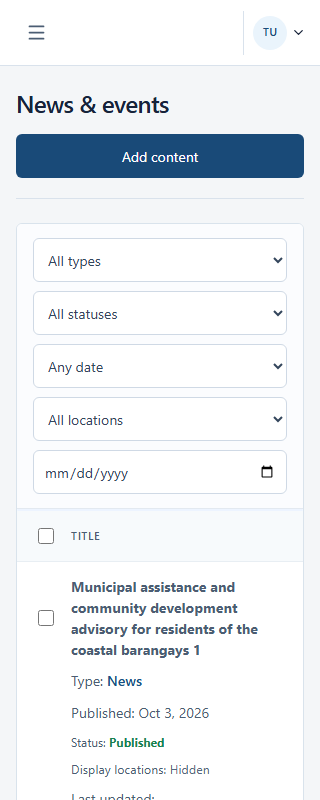 TU
News & events
Add content
All types
All statuses
Any date
All locations
mm/dd/yyyy
TITLE
Municipal assistance and
community development
advisory for residents of the
coastal barangays 1
Type: News
Published: Oct 3, 2026
Status: Published
Display locations: Hidden
Last updated: